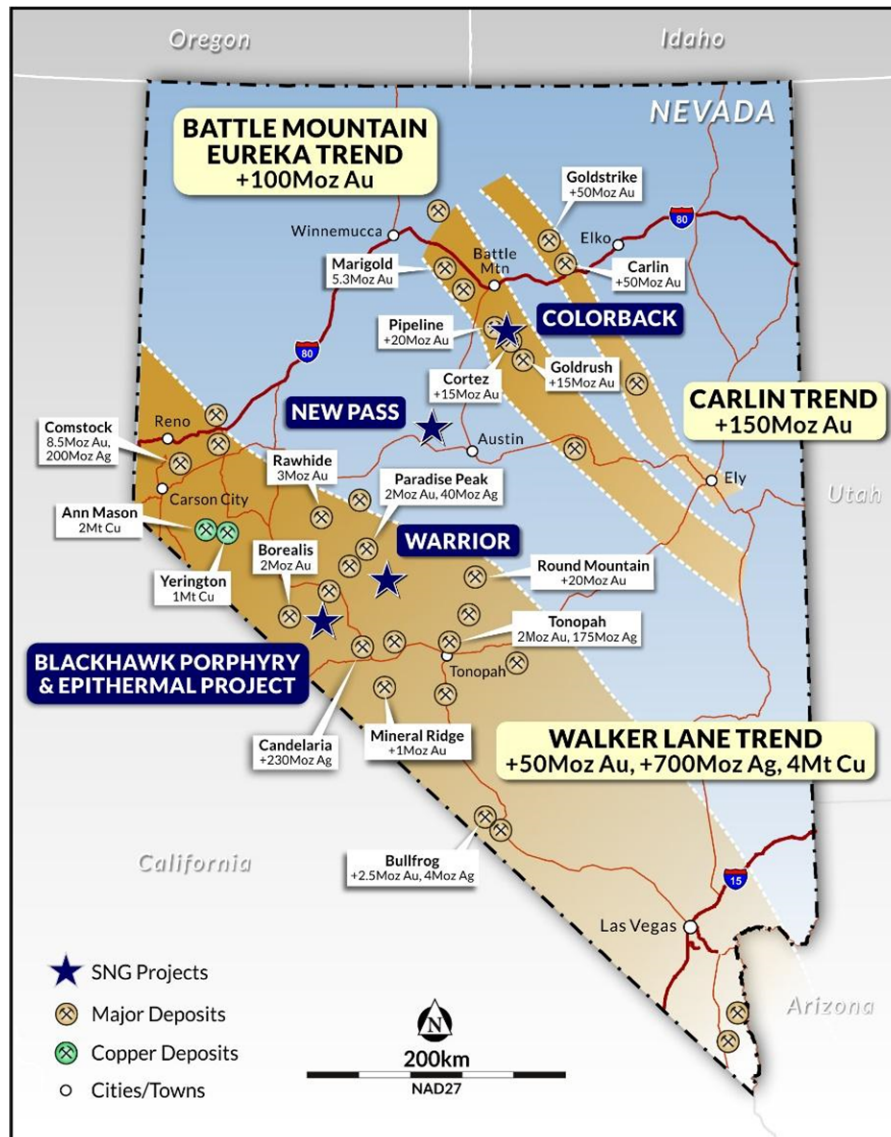 Oregon
Idaho
NEVADA
BATTLE MOUNTAIN
EUREKA TREND
+100Moz Au
Goldstrike
+50Moz Au
80
Winnemucca
Elko
Battle
Mtn
Marigold
5.3Moz Au
Carlin
+50Moz Au
Pipeline
+20Moz Au
COLORBACK
80
Cortez
+15Moz Au
Goldrush
+15Moz Au
CARLIN TREND
+150Moz Au
NEW PASS
Comstock
8.5Moz Au,
200Moz Ag
Reno
Austin
Rawhide
3Moz Au
Paradise Peak
2Moz Au, 40Moz Ag
Ely
Utah
Carson City
Ann Mason
2Mt Cu
Borealis
2Moz Au
WARRIOR
Yerington
1Mt Cu
Round Mountain
+20Moz Au
Tonopah
2Moz Au, 175Moz Ag
BLACKHAWK PORPHYRY
& EPITHERMAL PROJECT
Tonopah
Candelaria
+230Moz Ag
Mineral Ridge
+1Moz Au
WALKER LANE TREND
+50Moz Au, +700Moz Ag, 4Mt Cu
California
Bullfrog
+2.5Moz Au, 4Moz Ag
15
Las Vegas
Arizona
SNG Projects
Major Deposits
Copper Deposits
Cities/Towns
N
200km
NAD27